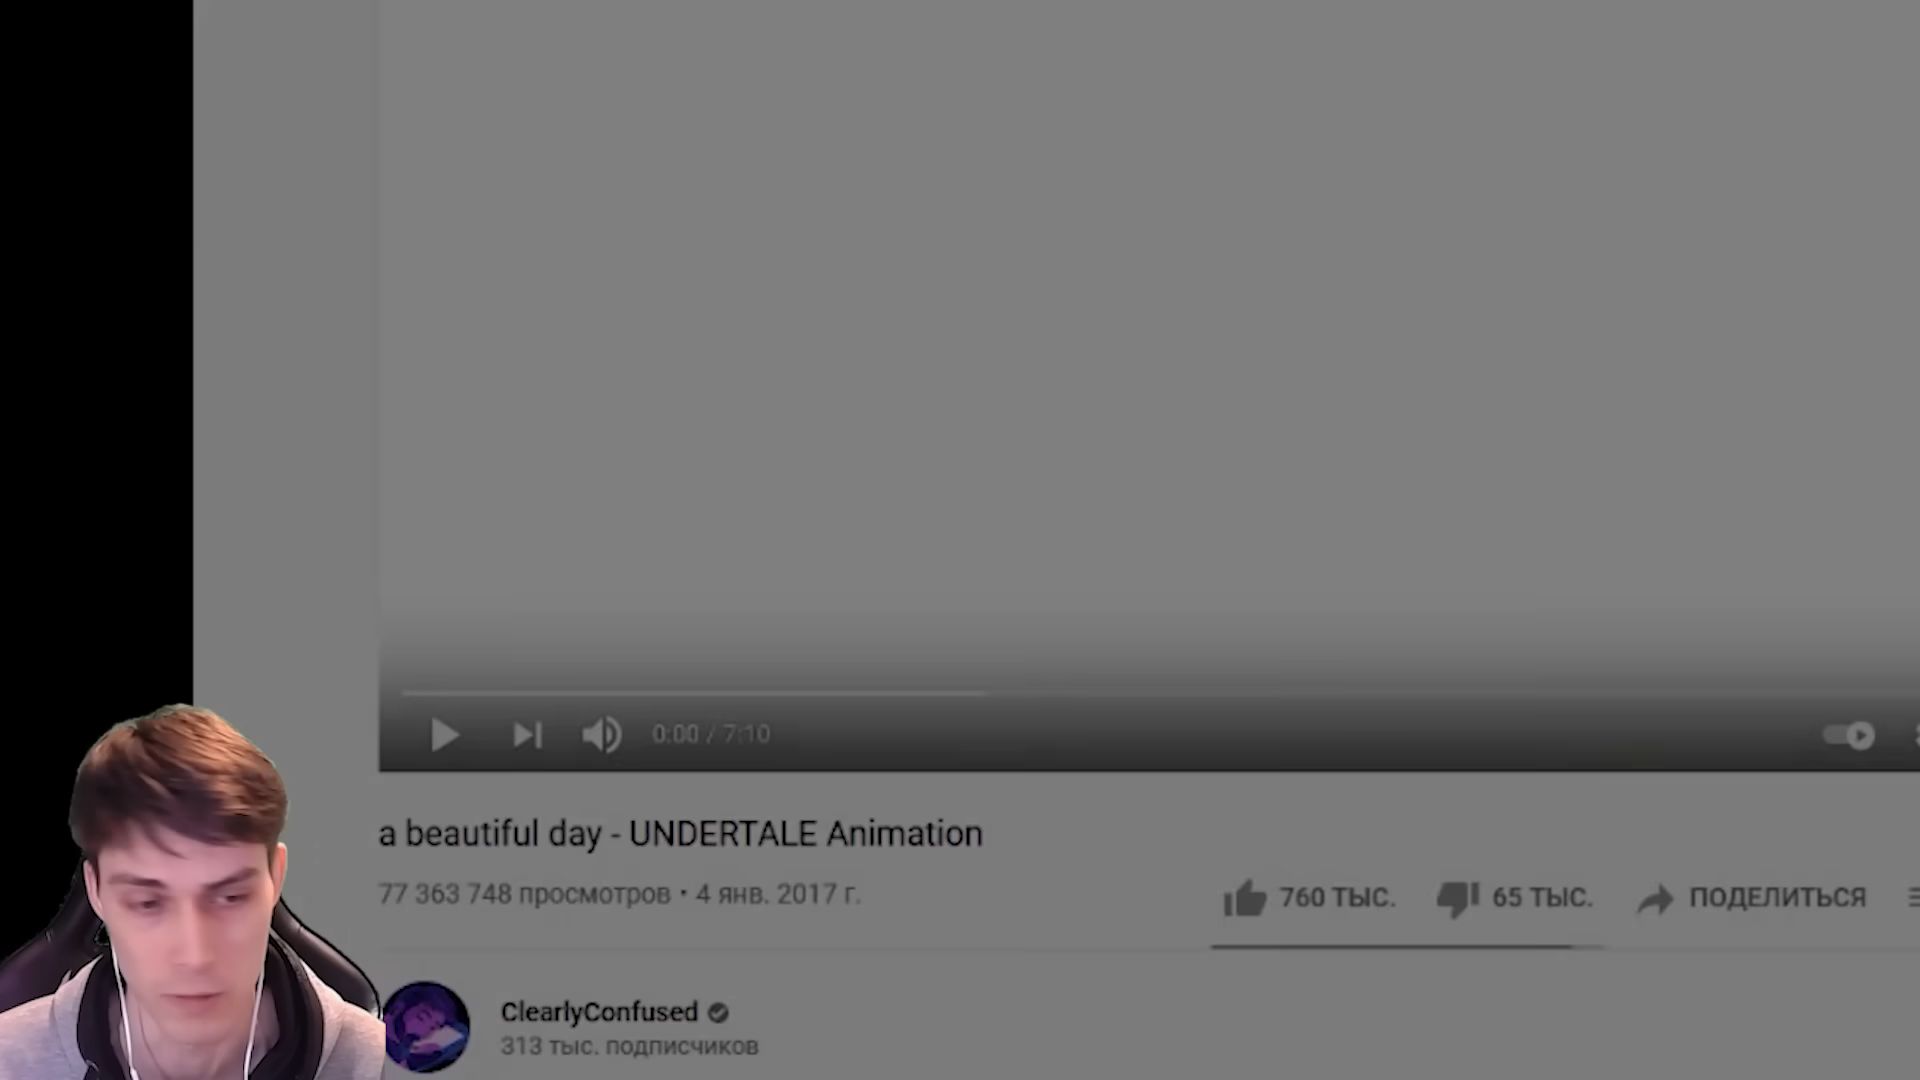 0:00 / 7:10
a beautiful day - UNDERTALE Animation
77 363 748 просмотров • 4 янв. 2017 г.
760 ТЫС. 65 ТЫС. ПОДЕЛИТЬСЯ
ClearlyConfused
313 тыс. подписчиков